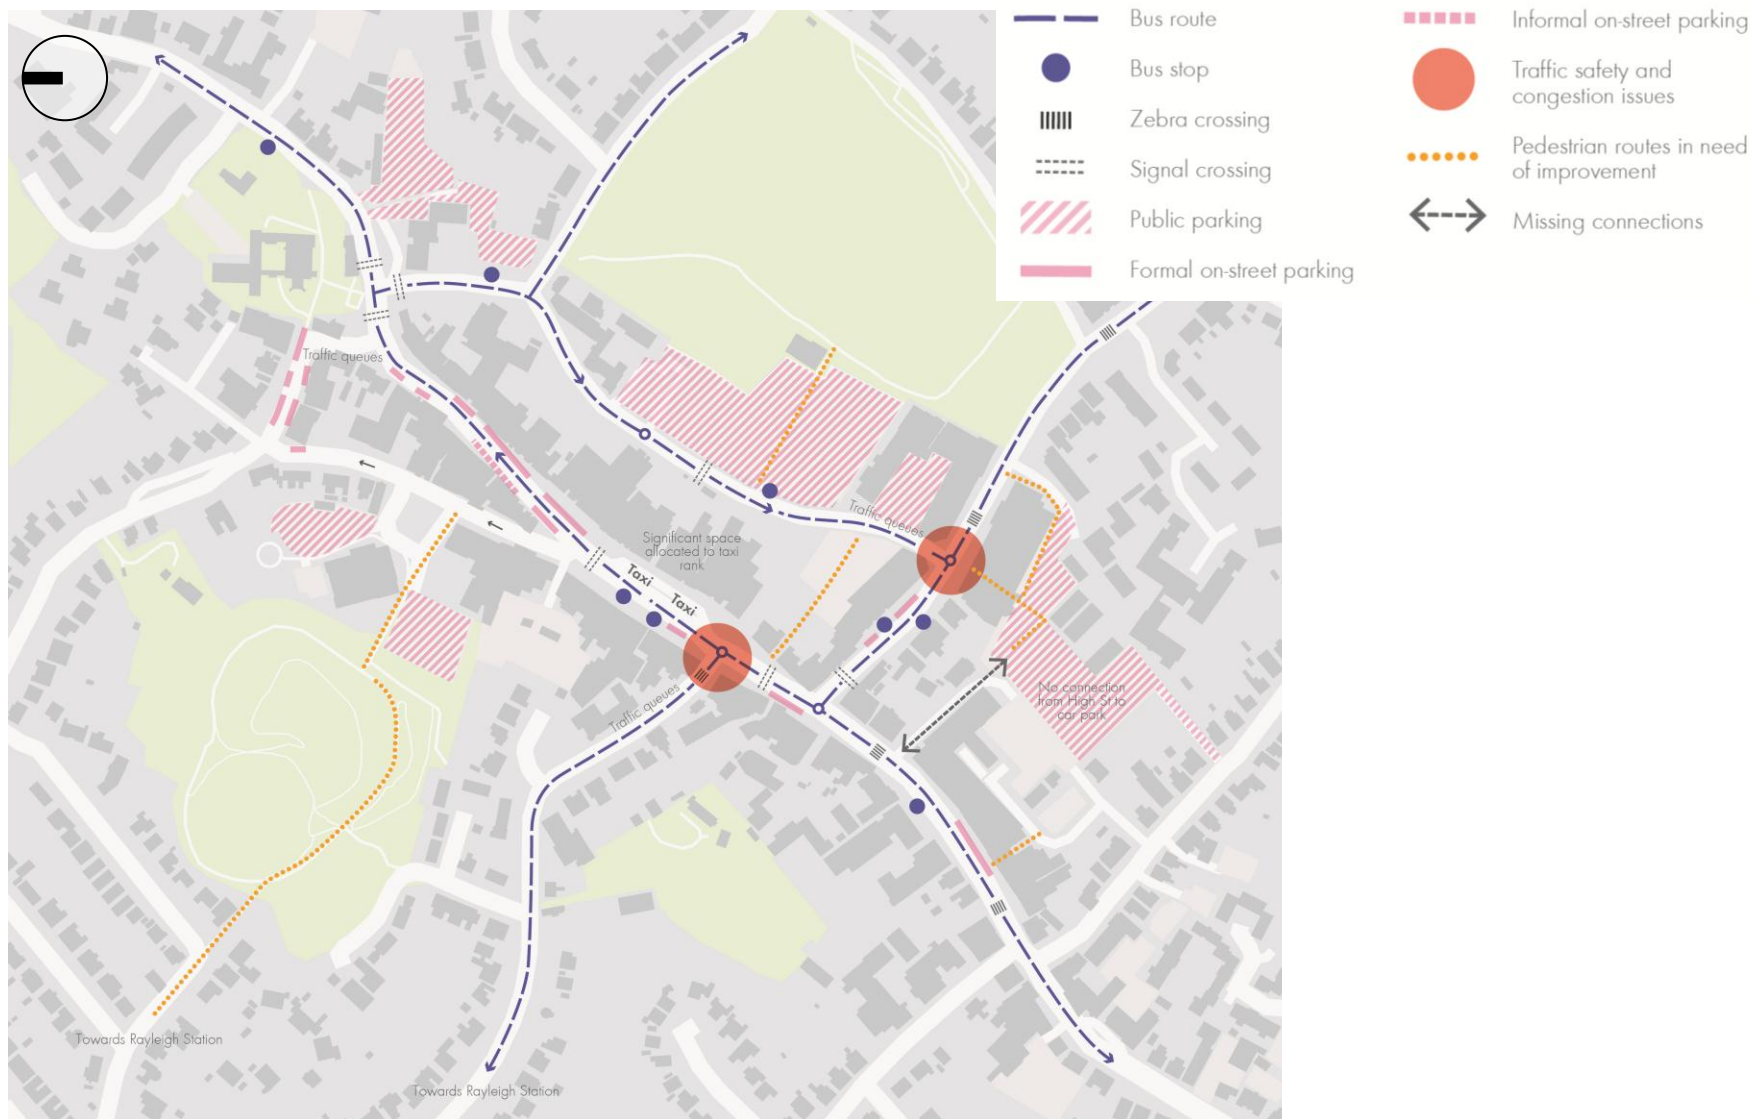 Bus route
Bus stop
Zebra crossing
Signal crossing
Public parking
Formal on-street parking
Informal on-street parking
Traffic safety and
congestion issues
Pedestrian routes in need
of improvement
Missing connections
Traffic queues
Traffic queues
Significant space
allocated to taxi
rank
Taxi
Taxi
Traffic queues
No connection
from High St to
car park
Towards Rayleigh Station
Towards Rayleigh Station